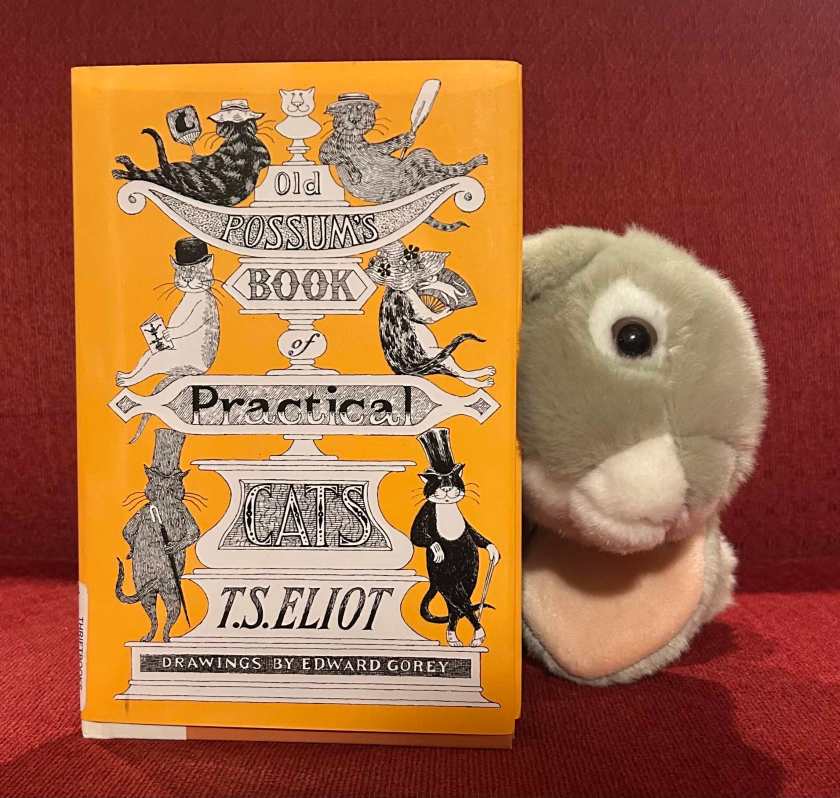 Old
POSSUM'S
BOOK
of
Practical
CATS
T.S. ELIOT
DRAWINGS BY EDWARD GOREY